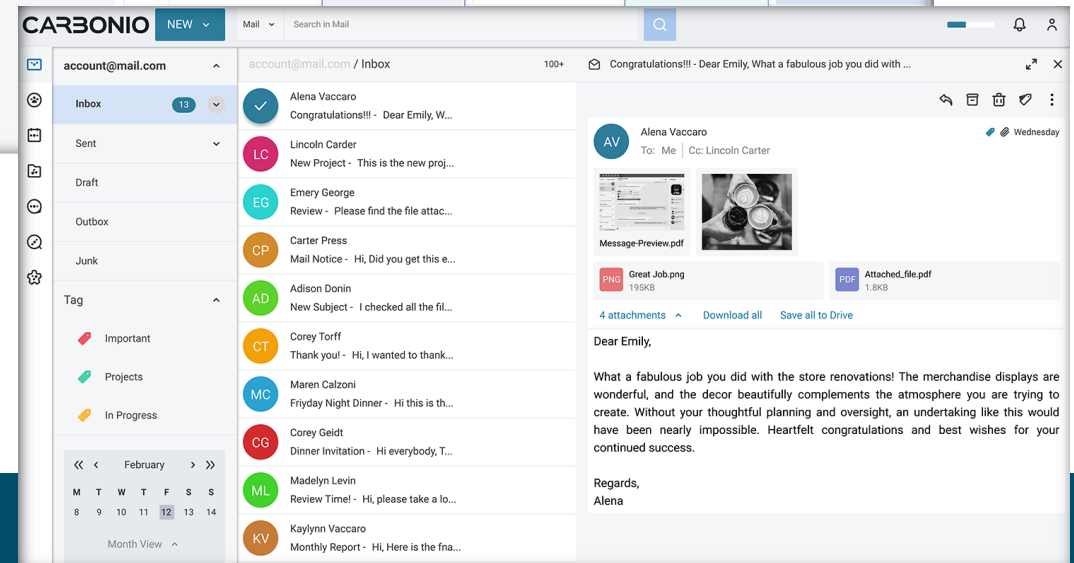 CARBONIO
NEW
Mail
Search in Mail
account@mail.com
Inbox
13
Sent
Draft
Outbox
Junk
Tag
Important
Projects
In Progress
February
M T W T F S S
8 9 10 11 12 13 14
Month View
account@mail.com / Inbox
100+
Alena Vaccaro
Congratulations!!! - Dear Emily, W...
LC
Lincoln Carder
New Project - This is the new proj...
EG
Emery George
Review - Please find the file attac...
CP
Carter Press
Mail Notice - Hi, Did you get this e...
AD
Adison Donin
New Subject - I checked all the fil...
CT
Corey Torff
Thank you! - Hi, I wanted to thank...
MC
Maren Calzoni
Friyday Night Dinner - Hi this is th...
CG
Corey Geidt
Dinner Invitation - Hi everybody, T...
ML
Madelyn Levin
Review Time! - Hi, please take a lo...
KV
Kaylynn Vaccaro
Monthly Report - Hi, Here is the fna...
Congratulations!!! - Dear Emily, What a fabulous job you did with ...
AV
Alena Vaccaro
Wednesday
To: Me | Cc: Lincoln Carter
Message-Preview.pdf
PNG
Great Job.png
195KB
PDF
Attached_file.pdf
1.8KB
4 attachments
Download all
Save all to Drive
Dear Emily,
What a fabulous job you did with the store renovations! The merchandise displays are
wonderful, and the decor beautifully complements the atmosphere you are trying to
create. Without your thoughtful planning and oversight, an undertaking like this would
have been nearly impossible. Heartfelt congratulations and best wishes for your
continued success.
Regards,
Alena